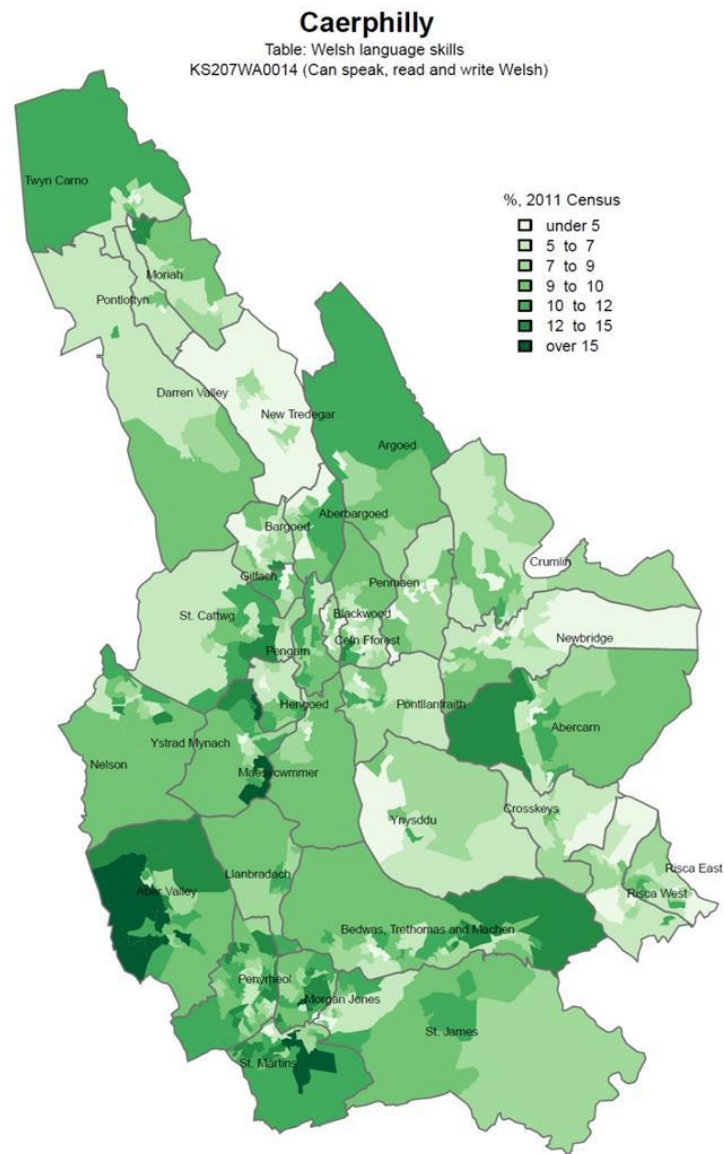 Caerphilly
Table: Welsh language skills
KS207WA0014 (Can speak, read and write Welsh)
Twyn Carno
%, 2011 Census
under 5
5 to 7
7 to 9
9 to 10
10 to 12
12 to 15
over 15
Moriah
Pontlottyn
Darren Valley
New Tredegar
Argoed
Aberbargoed
Bargoed
Crumlin
Gilfach
Penmaen
St. Cattwg
Blackwood
Cefn Fforest
Newbridge
Pengam
Hengoed
Pontllanfraith
Abercarn
Ystrad Mynach
Nelson
Maesycwmmer
Ynysddu
Crosskeys
Risca East
Llanbradach
Aber Valley
Risca West
Bedwas, Trethomas and Machen
Penyrheol
Morgan Jones
St. James
St. Martins